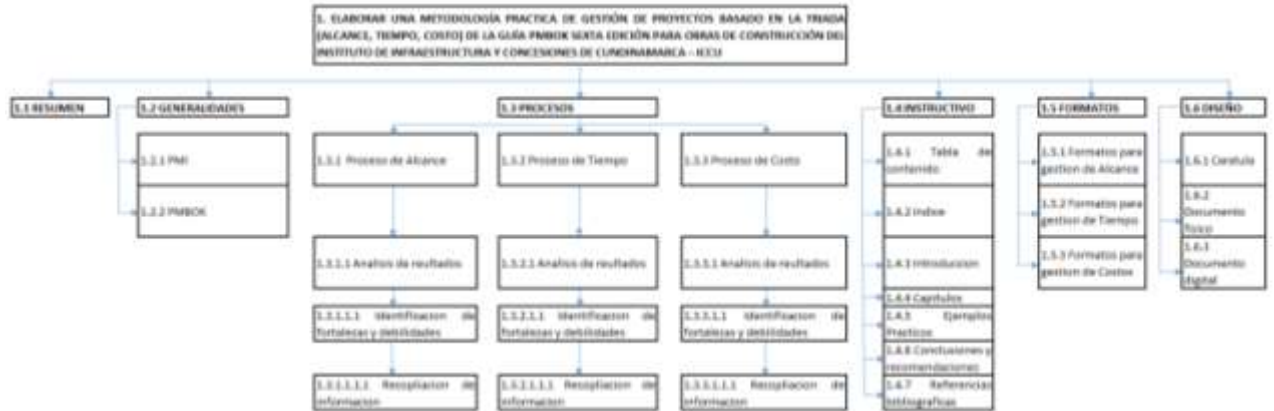 1. ELABORAR UNA METODOLOGÍA PRACTICA DE GESTIÓN DE PROYECTOS BASADO EN LA TRIADA
(ALCANCE, TIEMPO, COSTO) DE LA GUÍA PMBOK SEXTA EDICIÓN PARA OBRAS DE CONSTRUCCIÓN DEL
INSTITUTO DE INFRAESTRUCTURA Y CONCESIONES DE CUNDINAMARCA – ICCU
1.1 RESUMEN
1.2 GENERALIDADES
1.2.1 PMI
1.2.2 PMBOK
1.3 PROCESOS
1.3.1 Proceso de Alcance
1.3.1.1 Analisis de reultados
1.3.1.1.1 Identificacion de
fortalezas y debilidades
1.3.1.1.1.1 Recopliacion de
informacion
1.3.2 Proceso de Tiempo
1.3.2.1 Analisis de reultados
1.3.2.1.1 Identificacion de
fortalezas y debilidades
1.3.2.1.1.1 Recopliacion de
informacion
1.3.3 Proceso de Costo
1.3.3.1 Analisis de reultados
1.3.3.1.1 Identificacion de
fortalezas y debilidades
1.3.3.1.1.1 Recopliacion de
informacion
1.4 INSTRUCTIVO
1.4.1 Tabla de
contenido
1.4.2 Indice
1.4.3 Introduccion
1.4.4 Capitulos
1.4.5 Ejemplos
Practicos
1.4.6 Conclusiones y
recomendaciones
1.4.7 Referencias
bibliograficas
1.5 FORMATOS
1.5.1 Formatos para
gestion de Alcance
1.5.2 Formatos para
gestion de Tiempo
1.5.3 Formatos para
gestion de Costos
1.6 DISEÑO
1.6.1 Caratula
1.6.2
Documento
fisico
1.6.3
Documento
digital